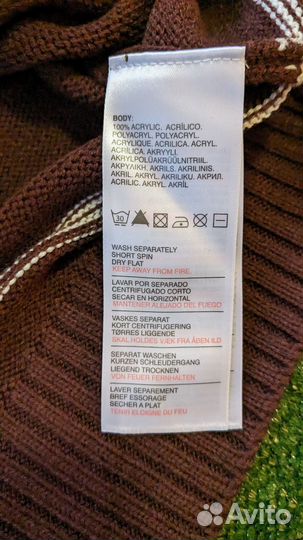 BODY:
100% ACRYLIC. ACRÍLICO.
POLYACRYL. POLYACRYL.
ACRYLIQUE. ACRILICA. ACRYL.
ACRÍLICA. AKRYYLI.
AKRYLPOLÜAKRÜÜLNITRIIL.
ΑΚΡΥΛΙΚΗ. AKRILS. AKRILINIS.
AKRIL. AKRYL. AKRILIKU. АКРИЛ.
ACRILIC. AKRYL. AKRİL
30
WASH SEPARATELY
SHORT SPIN
DRY FLAT
KEEP AWAY FROM FIRE.
LAVAR POR SEPARADO
CENTRIFUGADO CORTO
SECAR EN HORIZONTAL
MANTENER ALEJADO DEL FUEGO
VASKES SEPARAT
KORT CENTRIFUGERING
TØRRES LIGGENDE
SKAL HOLDES VÆK FRA ÅBEN ILD
SEPARAT WASCHEN
KURZEN SCHLEUDERGANG
LIEGEND TROCKNEN
VON FEUER FERNHALTEN
LAVER SEPAREMENT
BREF ESSORAGE
SECHER A PLAT
TENIR ELOIGNE DU FEU
Avito